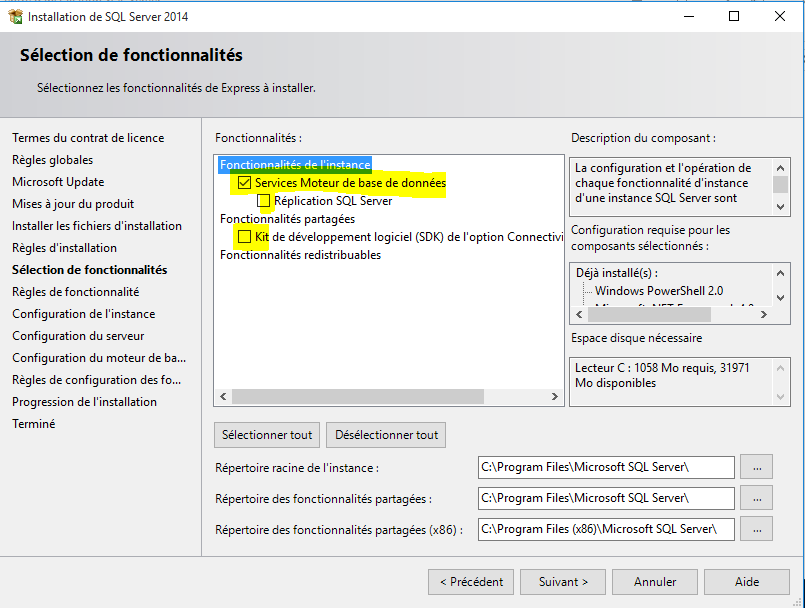 Installation de SQL Server 2014
Sélection de fonctionnalités
Sélectionnez les fonctionnalités de Express à installer.
Termes du contrat de licence
Règles globales
Microsoft Update
Mises à jour du produit
Installer les fichiers d'installation
Règles d'installation
Sélection de fonctionnalités
Règles de fonctionnalité
Configuration de l'instance
Configuration du serveur
Configuration du moteur de ba...
Règles de configuration des fo...
Progression de l'installation
Terminé
Fonctionnalités :
Fonctionnalités de l'instance
Services Moteur de base de données
Réplication SQL Server
Fonctionnalités partagées
Kit de développement logiciel (SDK) de l'option Connectivi
Fonctionnalités redistribuables
Description du composant :
La configuration et l'opération de
chaque fonctionnalité d'instance
d'une instance SQL Server sont
Configuration requise pour les
composants sélectionnés :
Déjà installé(s) :
Windows PowerShell 2.0
Espace disque nécessaire
Lecteur C : 1058 Mo requis, 31971
Mo disponibles
Sélectionner tout
Désélectionner tout
Répertoire racine de l'instance :
C:\Program Files\Microsoft SQL Server\
...
Répertoire des fonctionnalités partagées :
C:\Program Files\Microsoft SQL Server\
...
Répertoire des fonctionnalités partagées (x86) :
C:\Program Files (x86)\Microsoft SQL Server\
...
< Précédent
Suivant >
Annuler
Aide